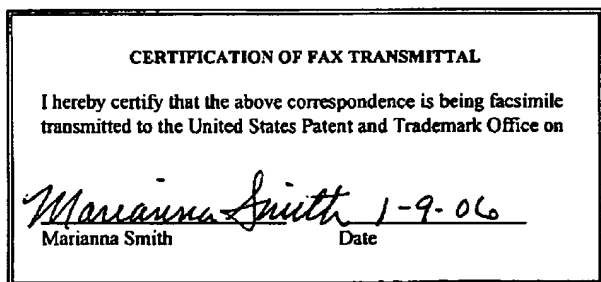 CERTIFICATION OF FAX TRANSMITTAL
I hereby certify that the above correspondence is being facsimile
transmitted to the United States Patent and Trademark Office on
Marianna Smith 1-9-06
Marianna Smith Date